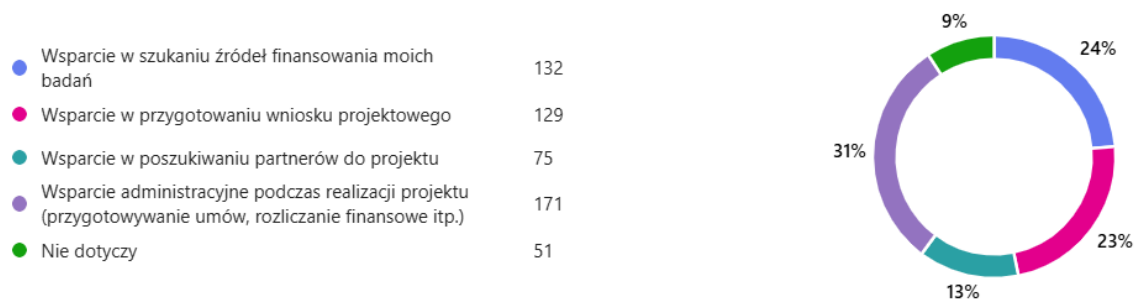 Wsparcie w szukaniu źródeł finansowania moich
badań
132
Wsparcie w przygotowaniu wniosku projektowego
129
Wsparcie w poszukiwaniu partnerów do projektu
75
Wsparcie administracyjne podczas realizacji projektu
(przygotowywanie umów, rozliczanie finansowe itp.)
171
Nie dotyczy
51
9%
24%
31%
23%
13%